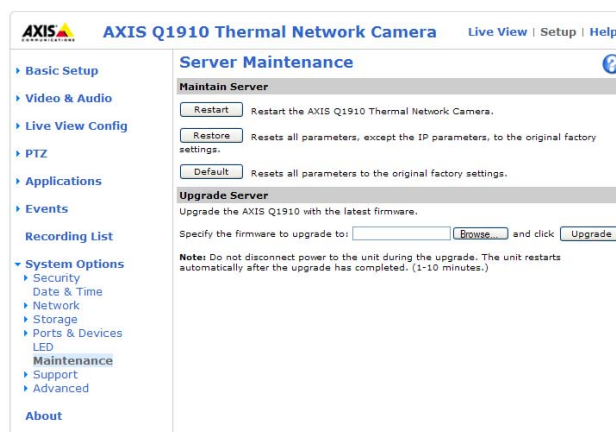 AXIS
COMMUNICATIONS
AXIS Q1910 Thermal Network Camera
Live View | Setup | Help
Basic Setup
Video & Audio
Live View Config
PTZ
Applications
Events
Recording List
System Options
Security
Date & Time
Network
Storage
Ports & Devices
LED
Maintenance
Support
Advanced
About
Server Maintenance
?
Maintain Server
Restart Restart the AXIS Q1910 Thermal Network Camera.
Restore Resets all parameters, except the IP parameters, to the original factory
settings.
Default Resets all parameters to the original factory settings.
Upgrade Server
Upgrade the AXIS Q1910 with the latest firmware.
Specify the firmware to upgrade to: Browse... and click Upgrade
Note: Do not disconnect power to the unit during the upgrade. The unit restarts
automatically after the upgrade has completed. (1-10 minutes.)